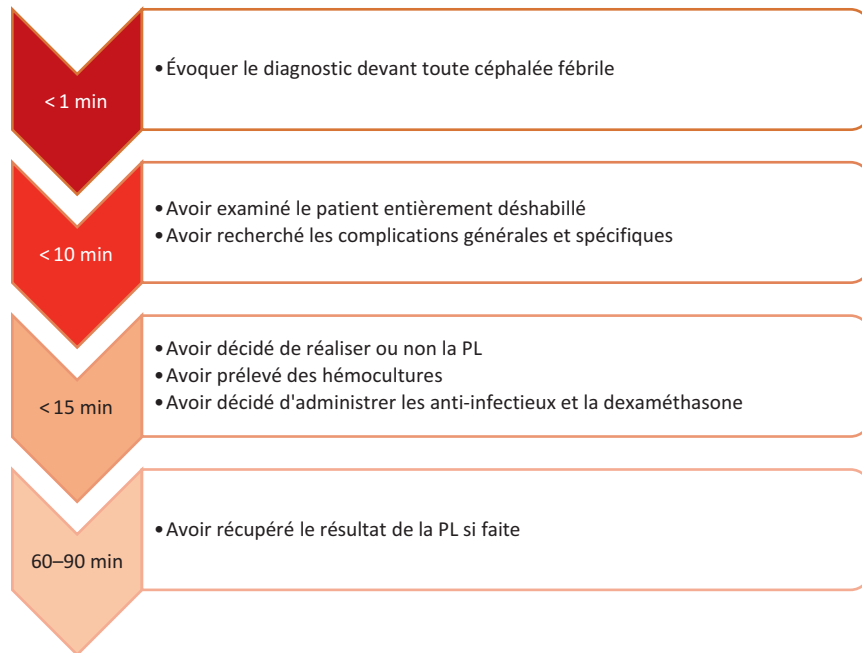 < 1 min
• Évoquer le diagnostic devant toute céphalée fébrile
< 10 min
• Avoir examiné le patient entièrement déshabillé
• Avoir recherché les complications générales et spécifiques
< 15 min
• Avoir décidé de réaliser ou non la PL
• Avoir prélevé des hémocultures
• Avoir décidé d'administrer les anti-infectieux et la dexaméthasone
60–90 min
• Avoir récupéré le résultat de la PL si faite